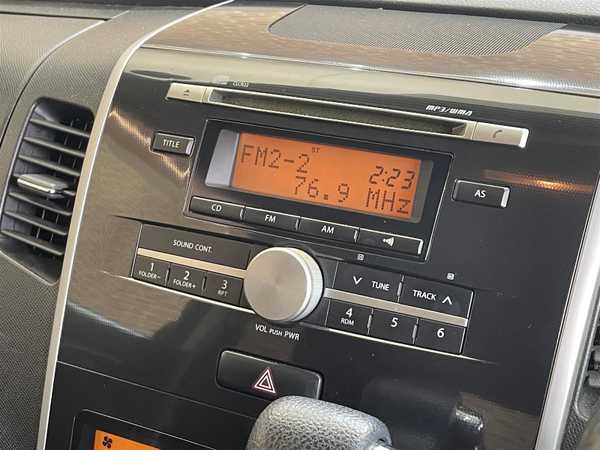 MP3/WMA
TITLE
ST
FM2-2 2:23
76.9 MHz
AS
CD
FM
AM
SOUND CONT.
TUNE
TRACK
1
FOLDER−
2
FOLDER+
3
RPT
4
RDM
5
6
VOL PUSH PWR